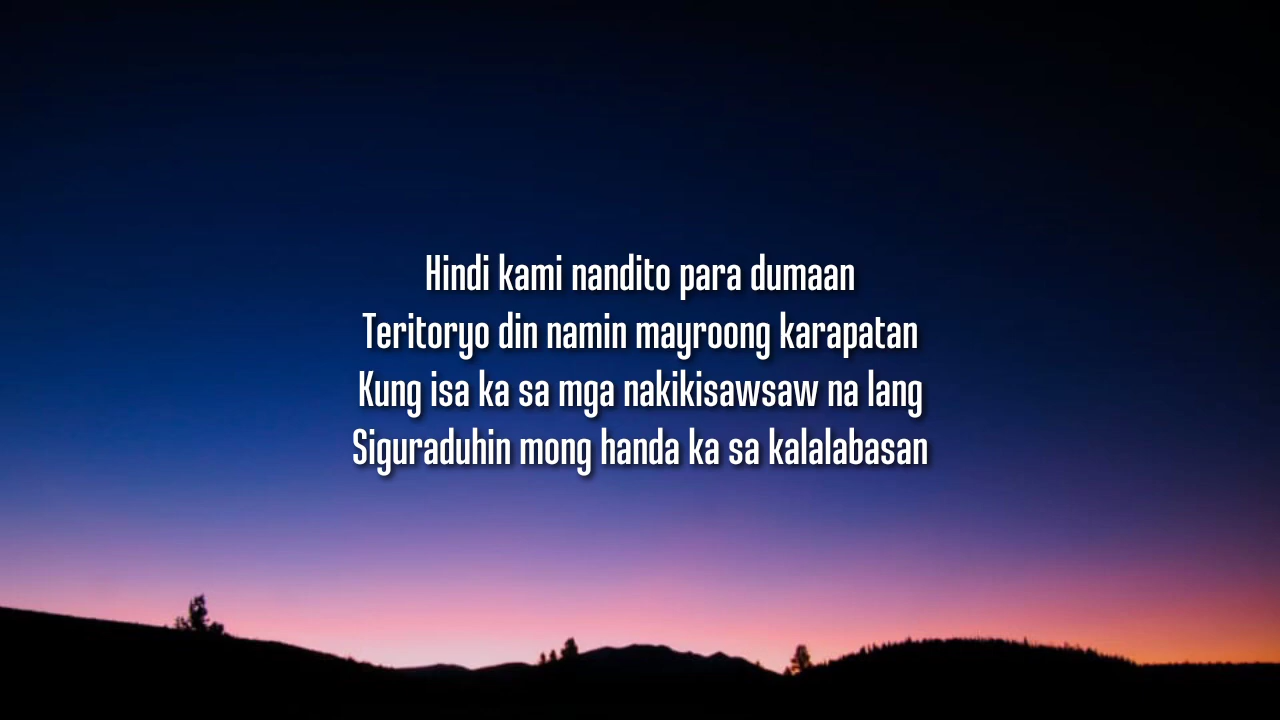 Hindi kami nandito para dumaan
Teritoryo din namin mayroong karapatan
Kung isa ka sa mga nakikisawsaw na lang
Siguraduhin mong handa ka sa kalalabasan